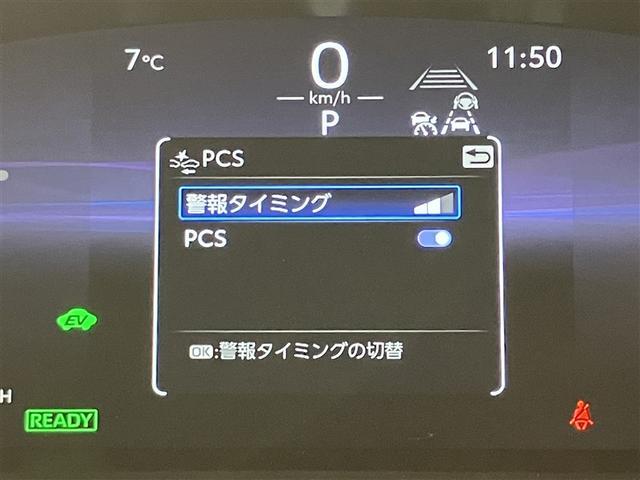 7℃
0
11:50
km/h
P
PCS
警報タイミング
PCS
OK:警報タイミングの切替
EV
H
READY